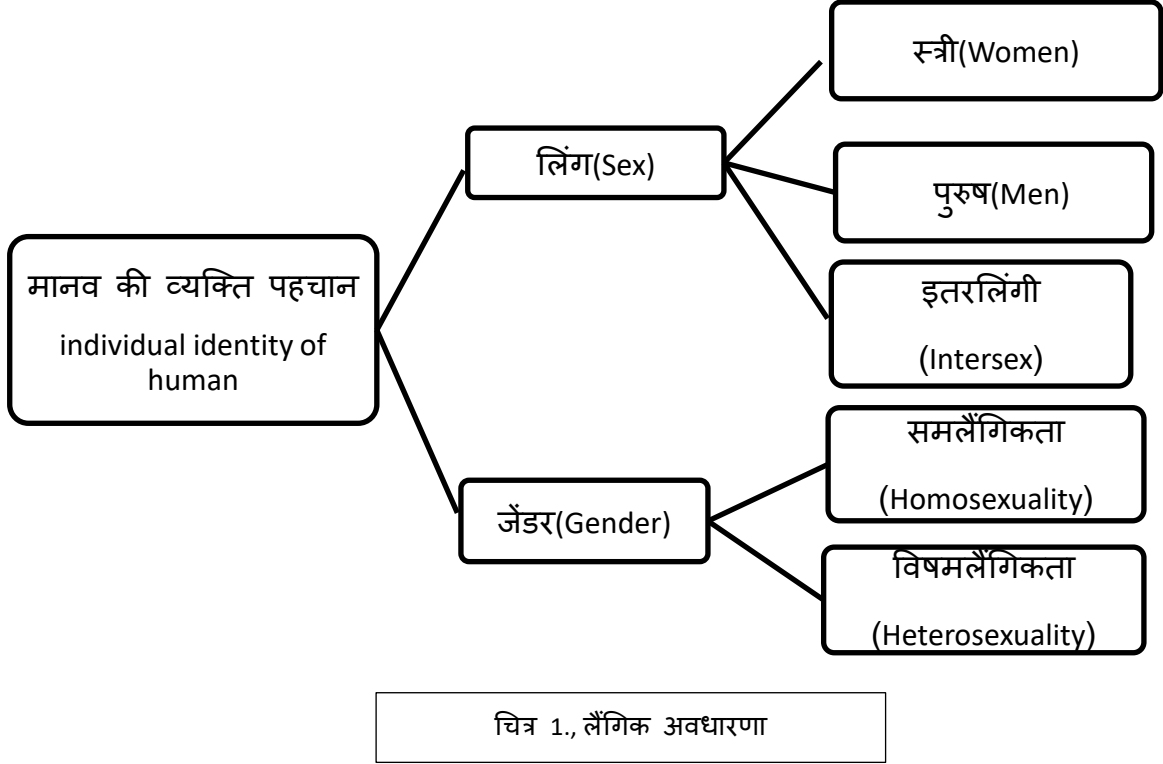 मानव की व्यक्ति पहचान
individual identity of
human
लिंग(Sex)
स्त्री(Women)
पुरुष(Men)
इतरलिंगी
(Intersex)
जेंडर(Gender)
समलैंगिकता
(Homosexuality)
विषमलैंगिकता
(Heterosexuality)
चित्र 1., लैंगिक अवधारणा